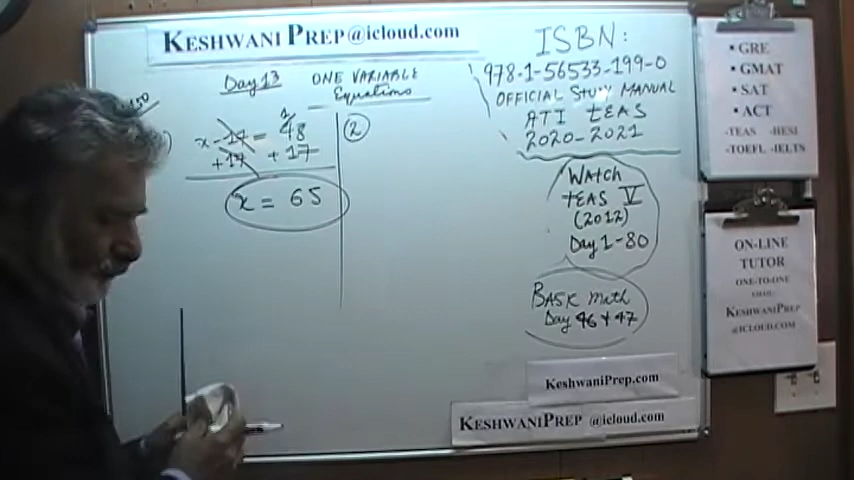 KESHWANI PREP@icloud.com
Day 13 ONE VARIABLE
Equations
x - 17 = 48
+ 17 + 17
x = 65
2
ISBN:
978-1-56533-199-0
OFFICIAL STUDY MANUAL
ATI TEAS
2020-2021
WATCH
TEAS V
(2012)
Day 1-80
BASIC Math
Day 46 + 47
KeshwaniPrep.com
KESHWANIPREP @icloud.com
• GRE
• GMAT
• SAT
• ACT
-TEAS -HESI
-TOEFL -IELTS
ON-LINE
TUTOR
ONE-TO-ONE
EMAIL:
KESHWANIPREP
@ICLOUD.COM